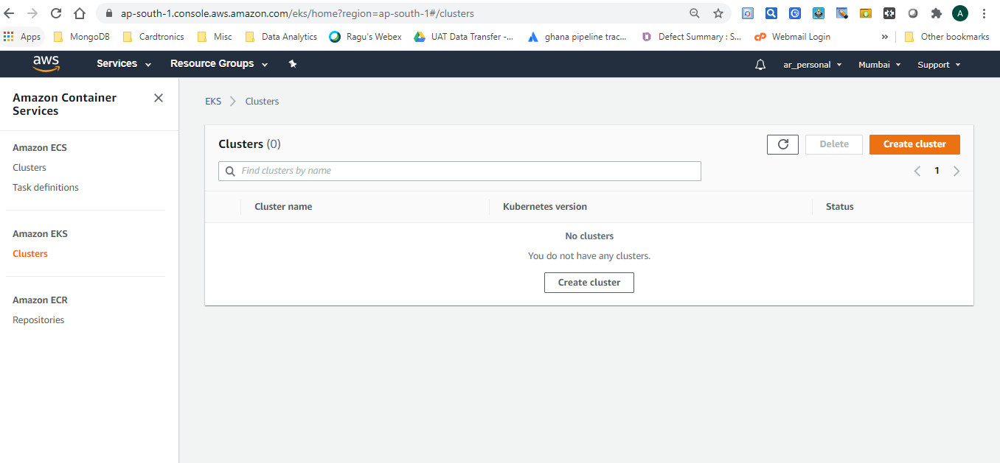 ap-south-1.console.aws.amazon.com/eks/home?region=ap-south-1#/clusters
A
Apps MongoDB Cardtronics Misc Data Analytics Ragu's Webex UAT Data Transfer -... ghana pipeline trac... Defect Summary : S... cP Webmail Login » Other bookmarks
aws Services Resource Groups ar_personal Mumbai Support
Amazon Container
Services
Amazon ECS
Clusters
Task definitions
Amazon EKS
Clusters
Amazon ECR
Repositories
EKS Clusters
Clusters (0)
Delete Create cluster
Find clusters by name
1
Cluster name Kubernetes version Status
No clusters
You do not have any clusters.
Create cluster